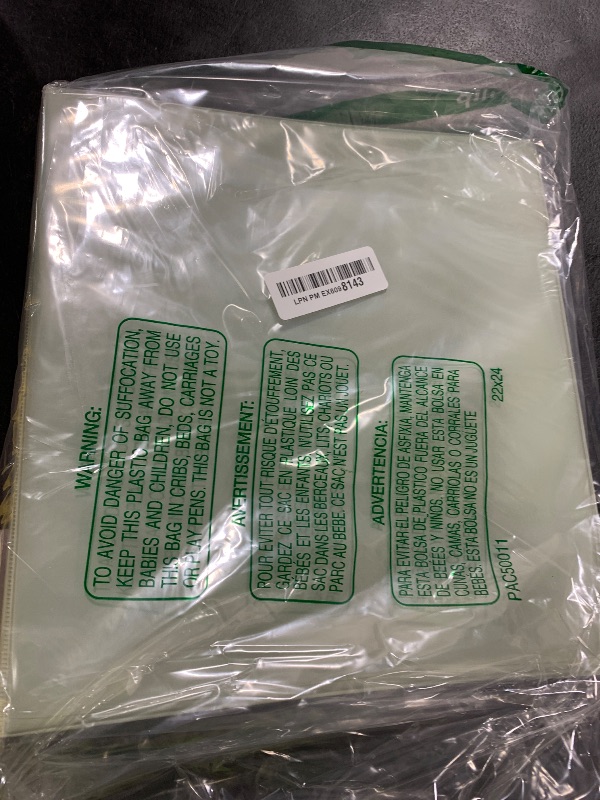 LPN PM EX6098143
WARNING:
TO AVOID DANGER OF SUFFOCATION,
KEEP THIS PLASTIC BAG AWAY FROM
BABIES AND CHILDREN, DO NOT USE
THIS BAG IN CRIBS, BEDS, CARRIAGES
OR PLAY PENS. THIS BAG IS NOT A TOY.
AVERTISSEMENT:
POUR EVITER TOUT RISQUE D'ÉTOUFFEMENT,
GARDEZ CE SAC EN PLASTIQUE LOIN DES
BEBES ET LES ENFANTS. N'UTILISEZ PAS CE
SAC DANS LES BERCEAUX, LITS, CHARIOTS OU
PARC AU BEBE. CE SAC N'EST PAS UN JOUET.
ADVERTENCIA:
PARA EVITAR EL PELIGRO DE ASFIXIA, MANTENGA
ESTA BOLSA DE PLASTICO FUERA DEL ALCANCE
DE BEBES Y NINOS. NO USAR ESTA BOLSA EN
CUNAS, CAMAS, CARRIOLAS O CORRALES PARA
BEBES. ESTA BOLSA NO ES UN JUGUETE
PAC50011
22x24